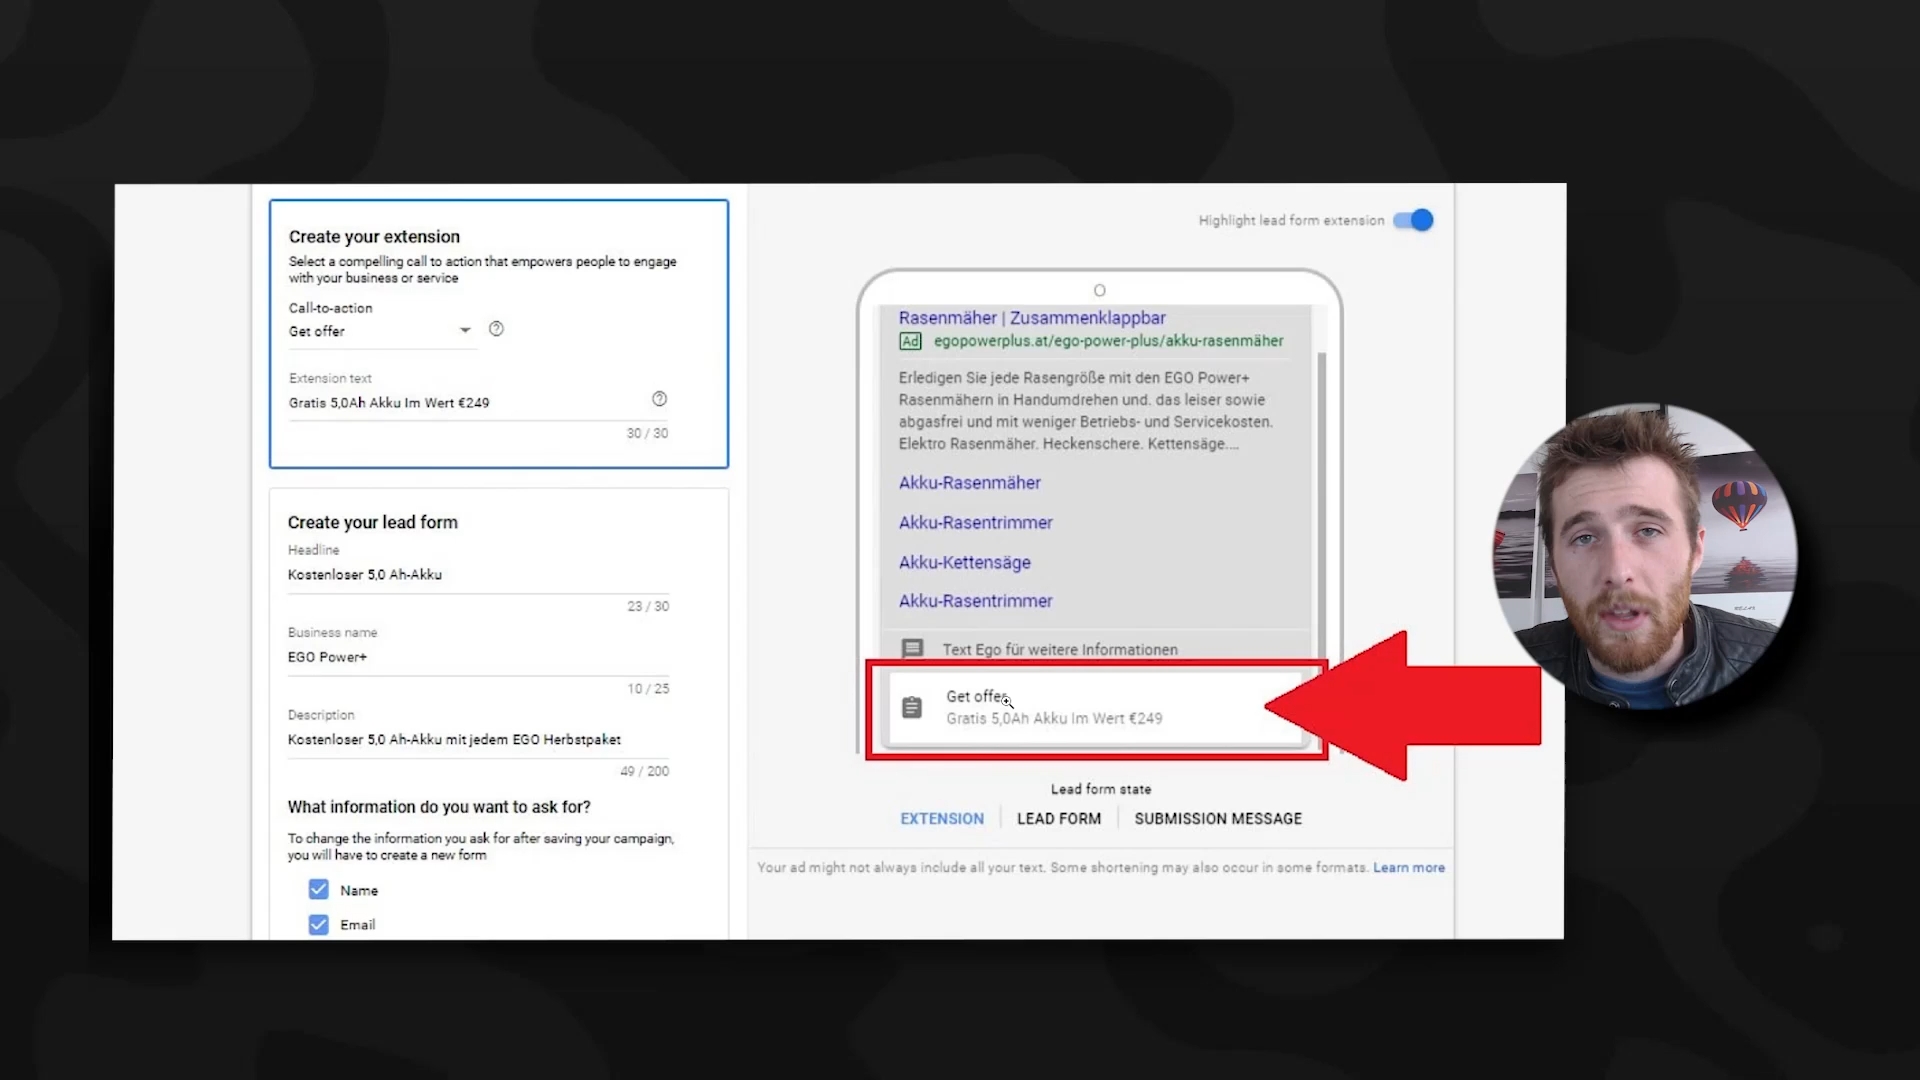 Create your extension
Select a compelling call to action that empowers people to engage
with your business or service
Call-to-action
Get offer
Extension text
Gratis 5,0Ah Akku Im Wert €249
30 / 30
Create your lead form
Headline
Kostenloser 5,0 Ah-Akku
23 / 30
Business name
EGO Power+
10 / 25
Description
Kostenloser 5,0 Ah-Akku mit jedem EGO Herbstpaket
49 / 200
What information do you want to ask for?
To change the information you ask for after saving your campaign,
you will have to create a new form
Name
Email
Highlight lead form extension
Rasenmäher | Zusammenklappbar
Ad egopowerplus.at/ego-power-plus/akku-rasenmäher
Erledigen Sie jede Rasengröße mit den EGO Power+
Rasenmähern in Handumdrehen und. das leiser sowie
abgasfrei und mit weniger Betriebs- und Servicekosten.
Elektro Rasenmäher. Heckenschere. Kettensäge....
Akku-Rasenmäher
Akku-Rasentrimmer
Akku-Kettensäge
Akku-Rasentrimmer
Text Ego für weitere Informationen
Get offer
Gratis 5,0Ah Akku Im Wert €249
Lead form state
EXTENSION
LEAD FORM
SUBMISSION MESSAGE
Your ad might not always include all your text. Some shortening may also occur in some formats. Learn more